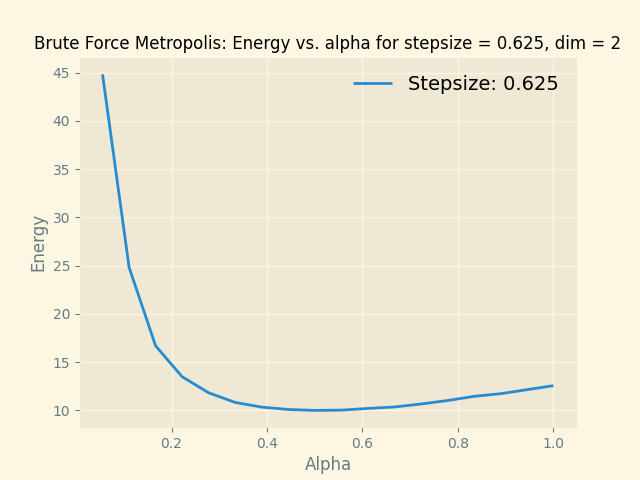 Brute Force Metropolis: Energy vs. alpha for stepsize = 0.625, dim = 2
Stepsize: 0.625
Energy
45
40
35
30
25
20
15
10
0.2 0.4 0.6 0.8 1.0
Alpha